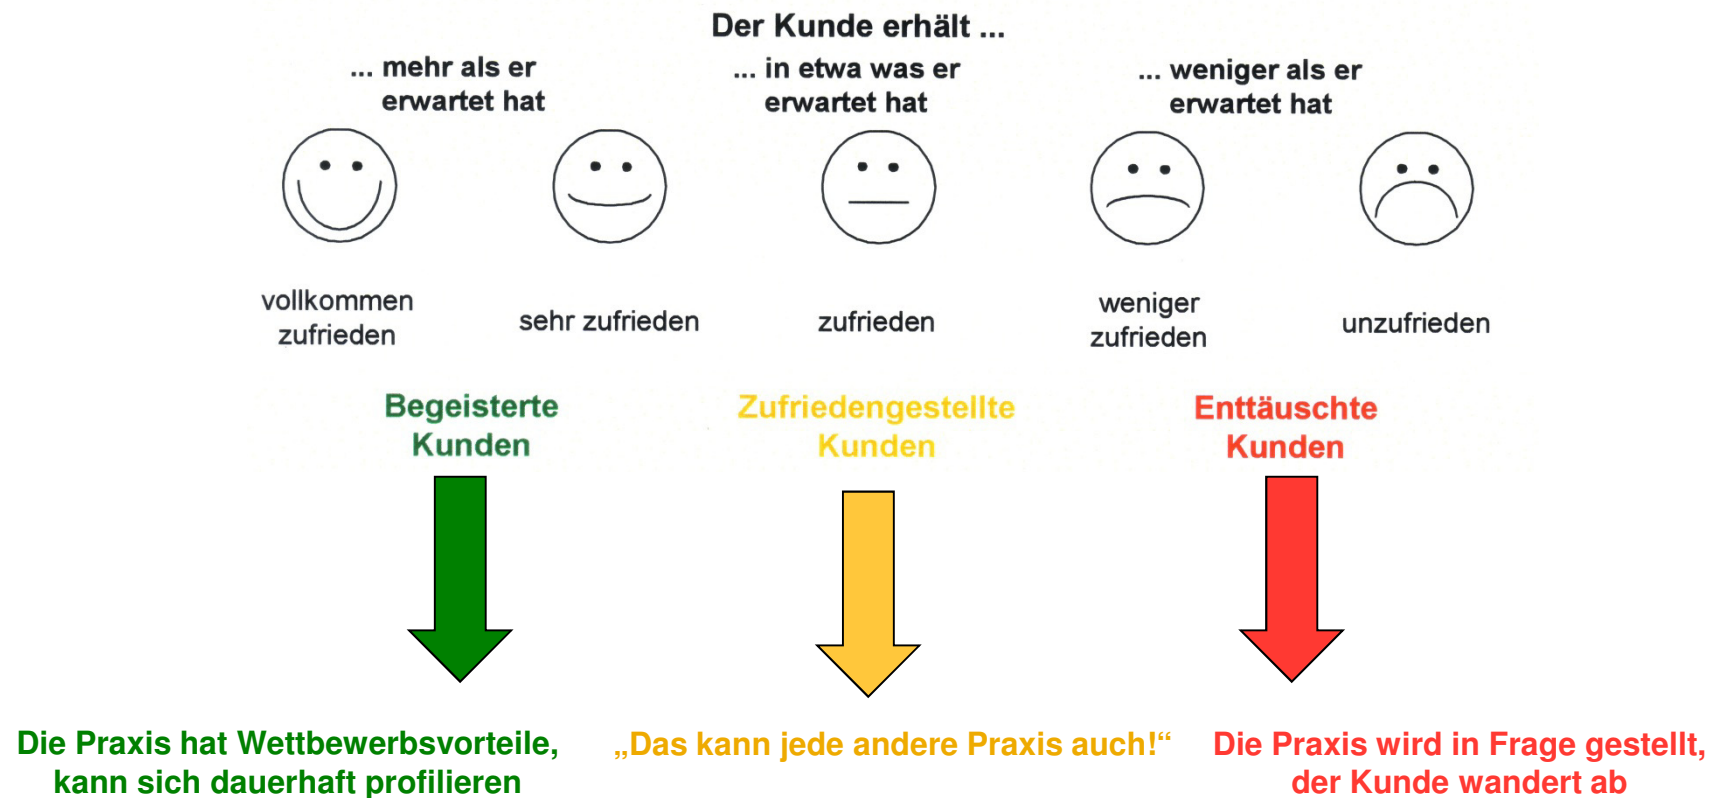 Der Kunde erhält ...
... mehr als er
erwartet hat
... in etwa was er
erwartet hat
... weniger als er
erwartet hat
vollkommen
zufrieden
sehr zufrieden
zufrieden
weniger
zufrieden
unzufrieden
Begeisterte
Kunden
Zufriedengestellte
Kunden
Enttäuschte
Kunden
Die Praxis hat Wettbewerbsvorteile,
kann sich dauerhaft profilieren
„Das kann jede andere Praxis auch!“
Die Praxis wird in Frage gestellt,
der Kunde wandert ab